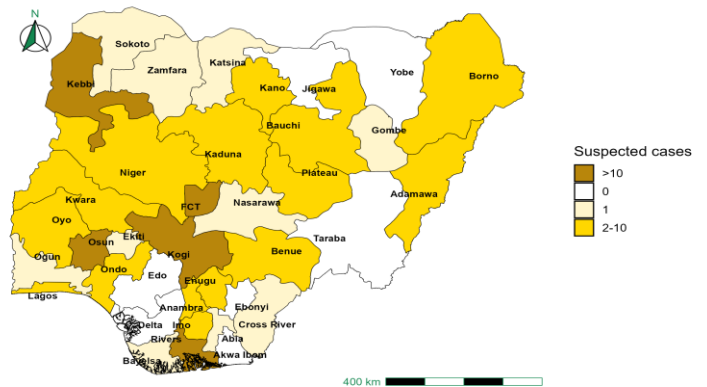 N
Sokoto
Katsina
Zamfara
Yobe
Borno
Kebbi
Kano
Jigawa
Bauchi
Gombe
Kaduna
Niger
Plateau
Adamawa
Kwara
FCT
Nasarawa
Oyo
Taraba
Osun
Ekiti
Kogi
Benue
Ogun
Ondo
Edo
Enugu
Lagos
Anambra
Ebonyi
Delta
Imo
Cross River
Rivers
Abia
Bayelsa
Akwa Ibom
Suspected cases
>10
0
1
2-10
400 km